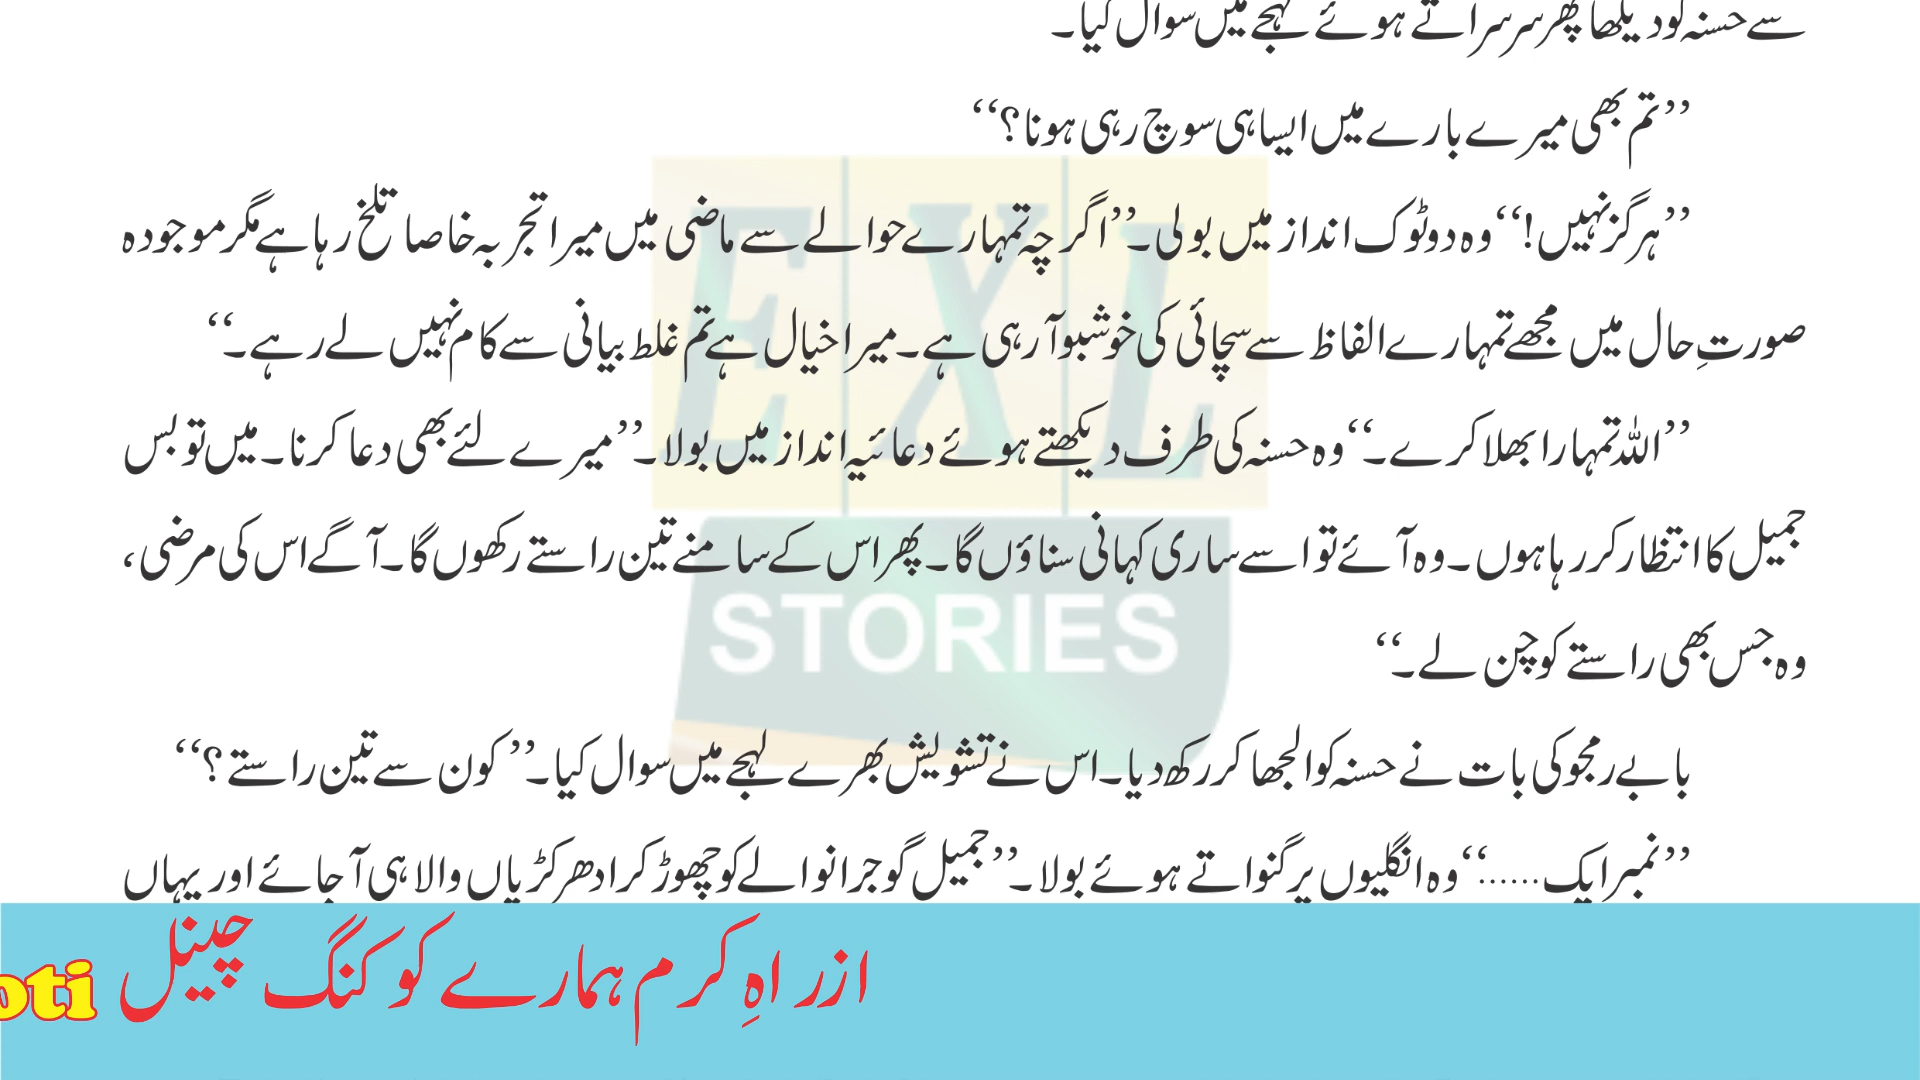 سے حسنہ کو دیکھا پھر سرسراتے ہوئے لہجے میں سوال کیا۔
’’تم بھی میرے بارے میں ایسا ہی سوچ رہی ہو نا؟‘‘
’’ہرگز نہیں!‘‘ وہ دوٹوک انداز میں بولی۔ ’’اگرچہ تمہارے حوالے سے ماضی میں میرا تجربہ خاصا تلخ رہا ہے مگر موجودہ
صورتِ حال میں مجھے تمہارے الفاظ سے سچائی کی خوشبو آ رہی ہے۔ میرا خیال ہے تم غلط بیانی سے کام نہیں لے رہے۔‘‘
’’اللہ تمہارا بھلا کرے۔‘‘ وہ حسنہ کی طرف دیکھتے ہوئے دعائیہ انداز میں بولا۔ ’’میرے لئے بھی دعا کرنا۔ میں تو بس
جمیل کا انتظار کر رہا ہوں۔ وہ آئے تو اسے ساری کہانی سناؤں گا۔ پھر اس کے سامنے تین راستے رکھوں گا۔ آگے اس کی مرضی،
وہ جس بھی راستے کو چن لے۔‘‘
بابے رمجو کی بات نے حسنہ کو الجھا کر رکھ دیا۔ اس نے تشویش بھرے لہجے میں سوال کیا۔ ’’کون سے تین راستے؟‘‘
’’نمبر ایک......‘‘ وہ انگلیوں پر گنواتے ہوئے بولا۔ ’’جمیل گوجرانوالے کو چھوڑ کر ادھر کڑیاں والا ہی آ جائے اور یہاں
EXL
STORIES
ازراہِ کرم ہمارے کوکنگ چینل oti